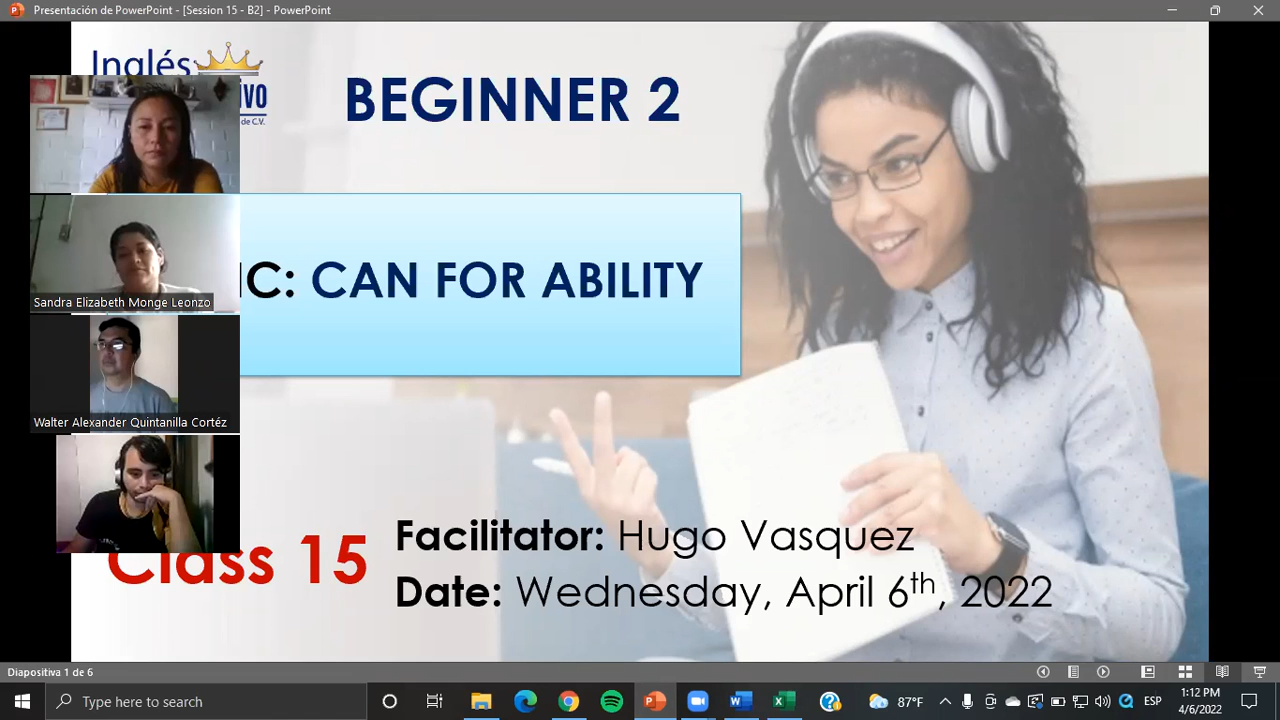 Presentación de PowerPoint - [Session 15 - B2] - PowerPoint
Inglés
BEGINNER 2
IVO
de C.V.
IC: CAN FOR ABILITY
Sandra Elizabeth Monge Leonzo
Walter Alexander Quintanilla Cortéz
Class 15
Facilitator: Hugo Vasquez
Date: Wednesday, April 6th, 2022
Diapositiva 1 de 6
Type here to search
87°F
ESP
1:12 PM
4/6/2022